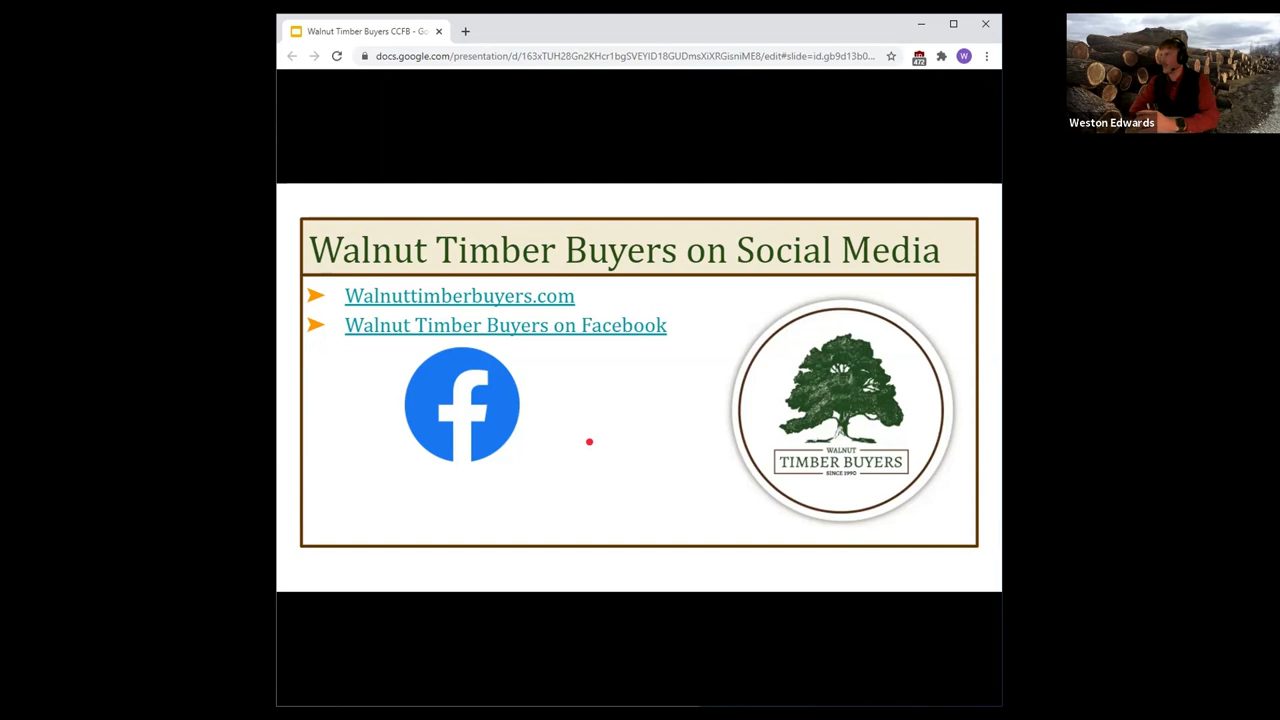 Walnut Timber Buyers CCFB - Go
docs.google.com/presentation/d/163xTUH28Gn2KHcr1bgSVEYID18GUDmsXiXRGisniME8/edit#slide=id.gb9d13b0...
472
W
Weston Edwards
Walnut Timber Buyers on Social Media
Walnuttimberbuyers.com
Walnut Timber Buyers on Facebook
WALNUT
TIMBER BUYERS
SINCE 1990